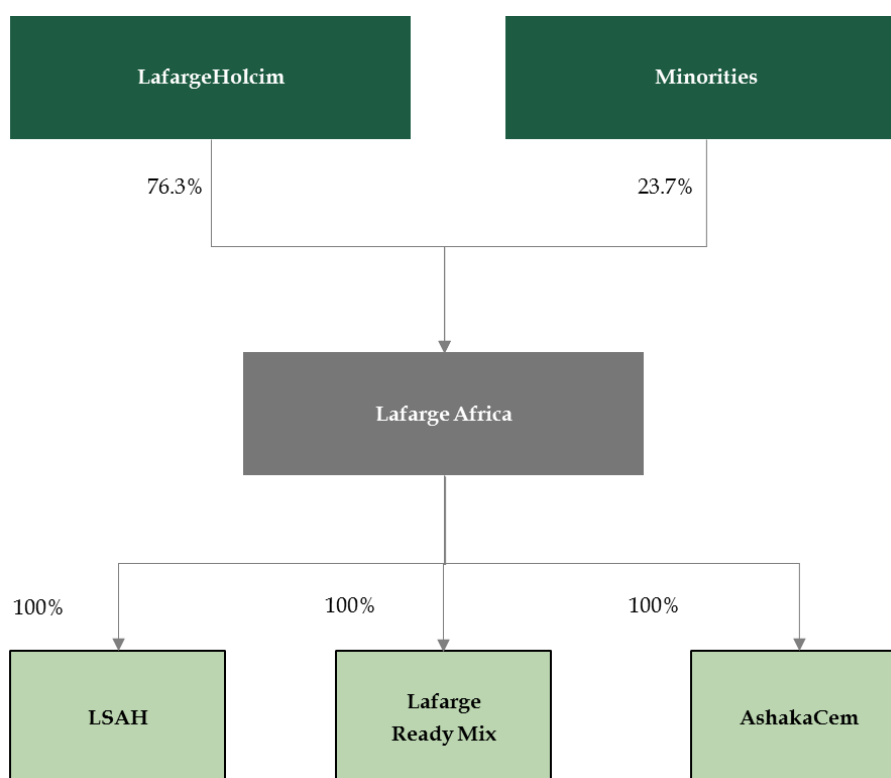 LafargeHolcim
Minorities
76.3%
23.7%
Lafarge Africa
100%
100%
100%
LSAH
Lafarge
Ready Mix
AshakaCem